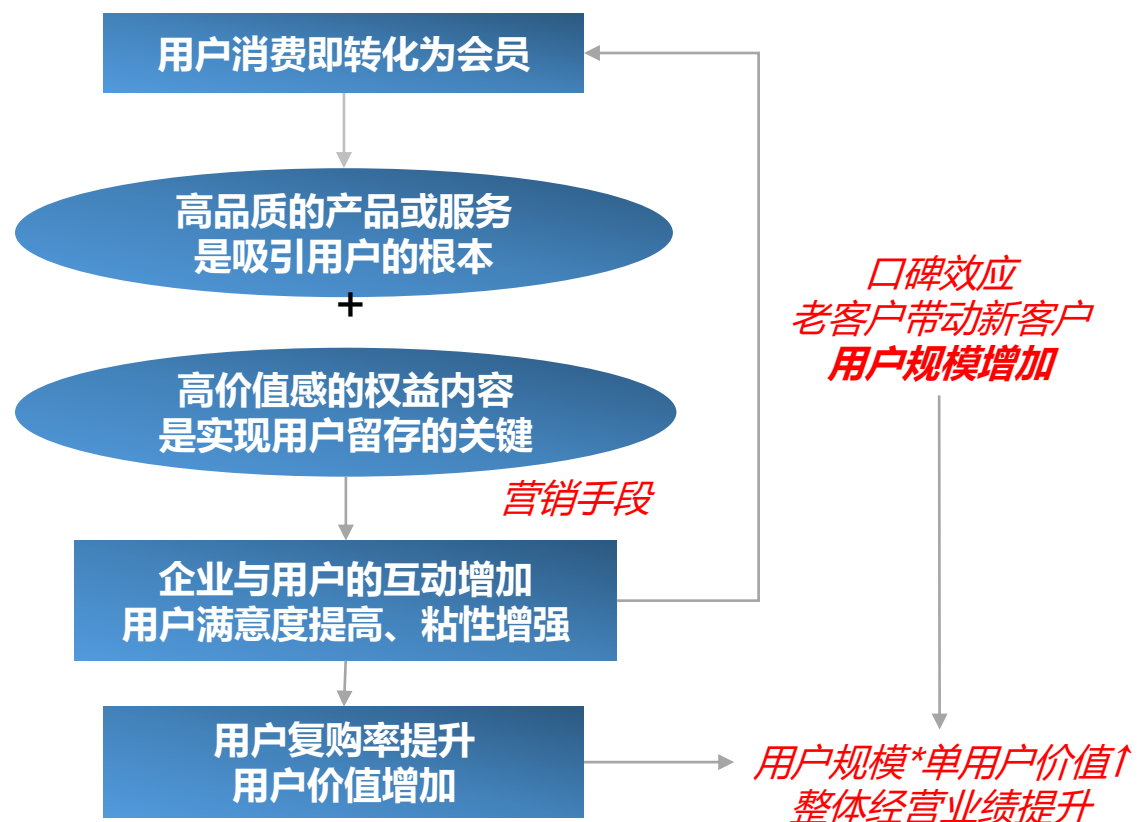 用户消费即转化为会员
高品质的产品或服务
是吸引用户的根本
+
高价值感的权益内容
是实现用户留存的关键
营销手段
企业与用户的互动增加
用户满意度提高、粘性增强
用户复购率提升
用户价值增加
口碑效应
老客户带动新客户
用户规模增加
用户规模*单用户价值↑
整体经营业绩提升